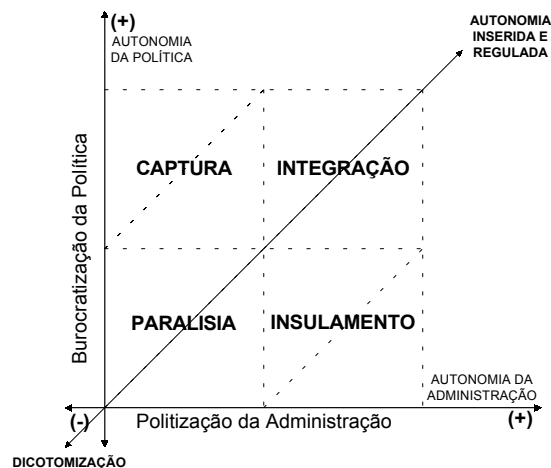 (+)
AUTONOMIA
DA POLÍTICA
AUTONOMIA
INSERIDA E
REGULADA
Burocratização da Política
CAPTURA
INTEGRAÇÃO
PARALISIA
INSULAMENTO
AUTONOMIA DA
ADMINISTRAÇÃO
(-)
Politização da Administração
(+)
DICOTOMIZAÇÃO